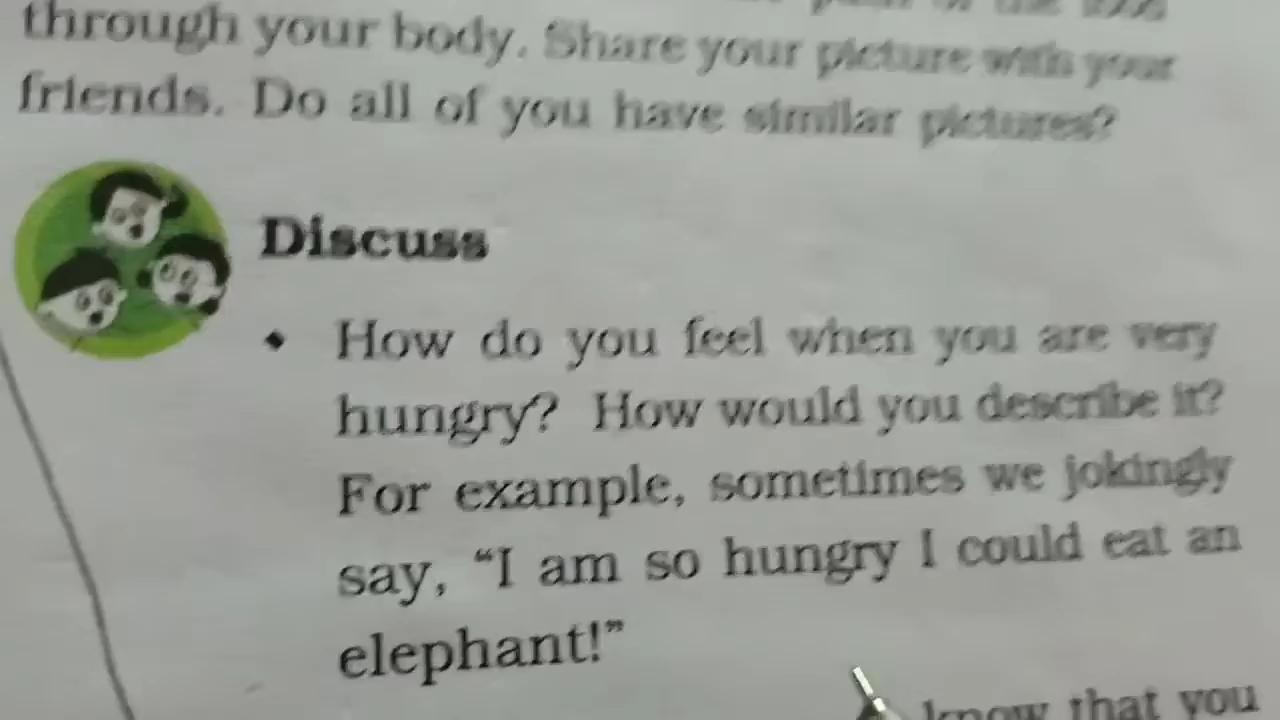 through your body. Share your picture with your
friends. Do all of you have similar pictures?
Discuss
• How do you feel when you are very
hungry? How would you describe it?
For example, sometimes we jokingly
say, “I am so hungry I could eat an
elephant!”
know that you